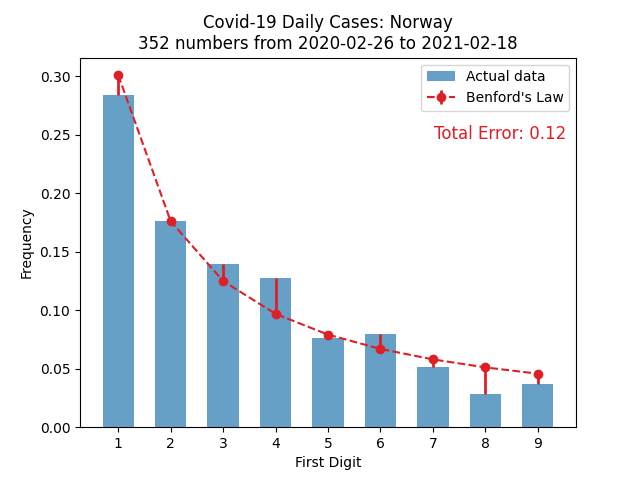 Covid-19 Daily Cases: Norway
352 numbers from 2020-02-26 to 2021-02-18
Actual data
Benford's Law
Total Error: 0.12
Frequency
0.30
0.25
0.20
0.15
0.10
0.05
0.00
1 2 3 4 5 6 7 8 9
First Digit